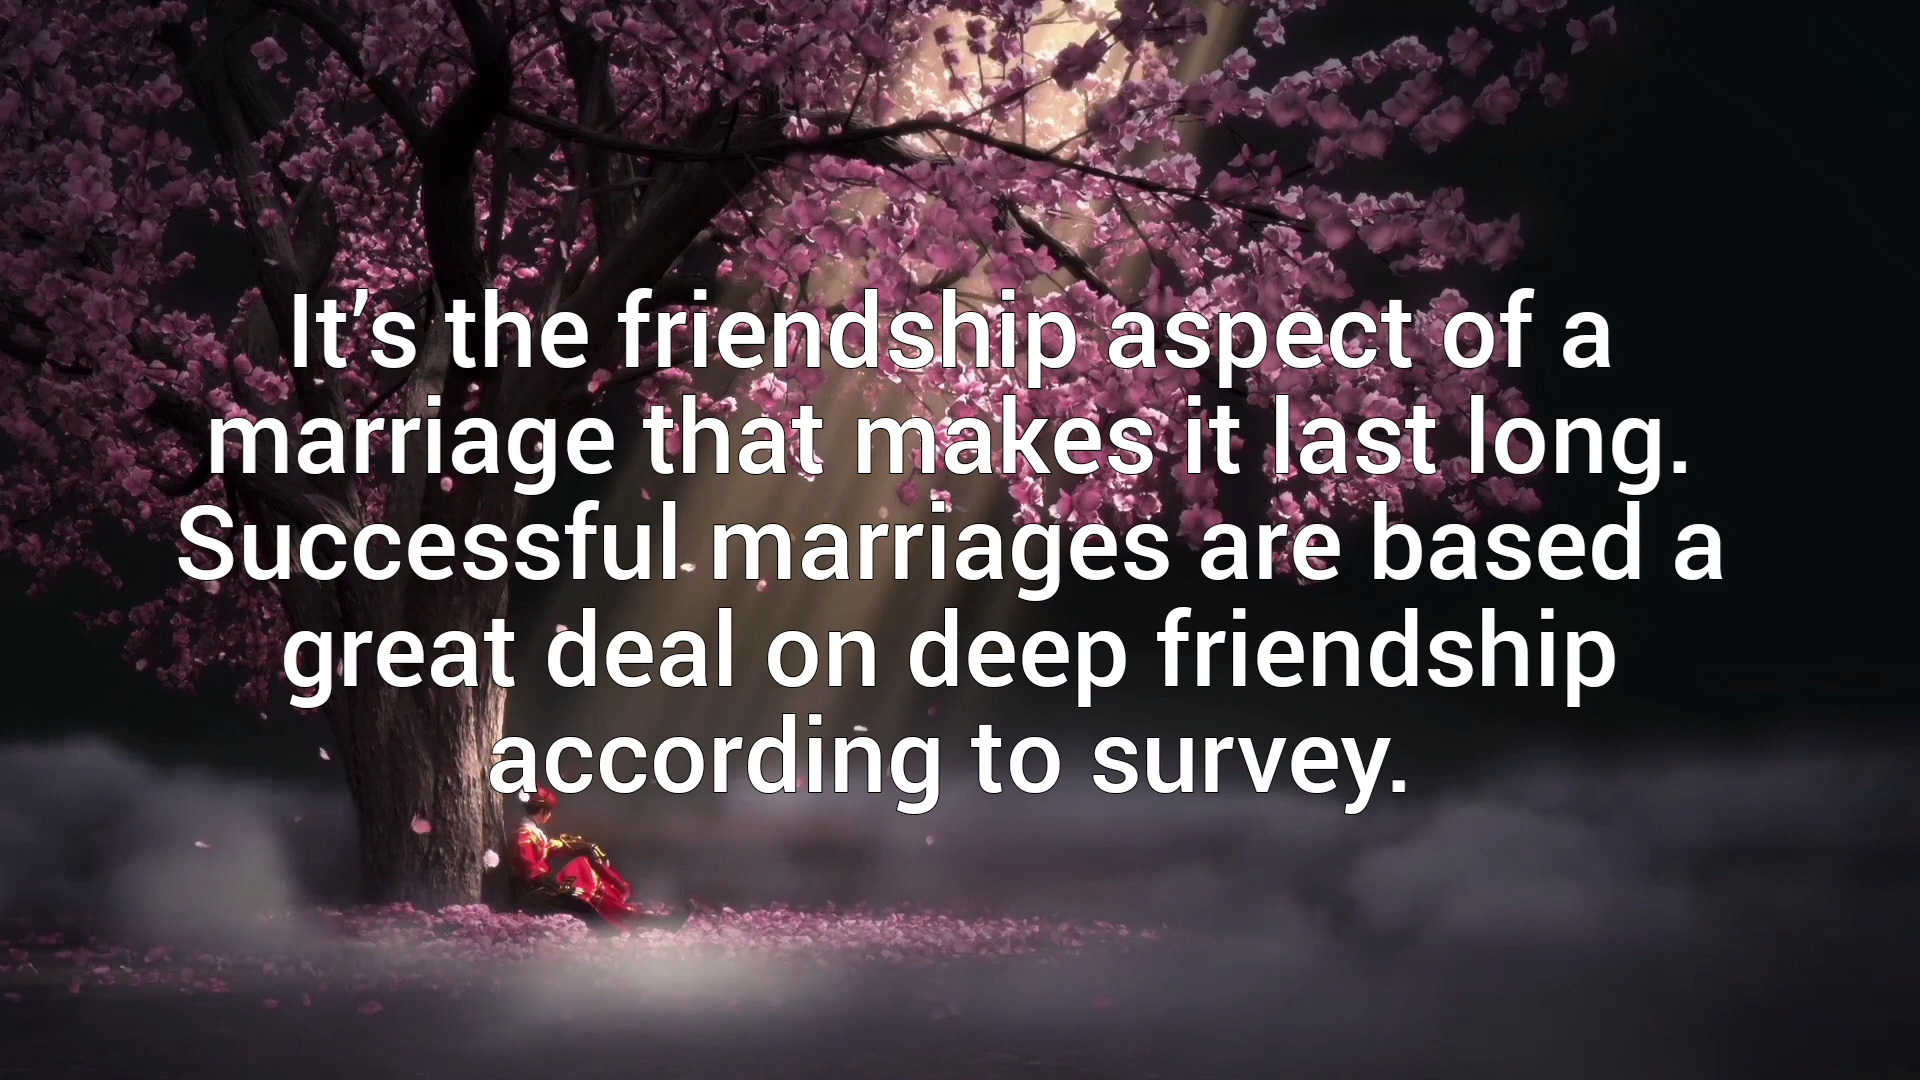 It’s the friendship aspect of a
marriage that makes it last long.
Successful marriages are based a
great deal on deep friendship
according to survey.